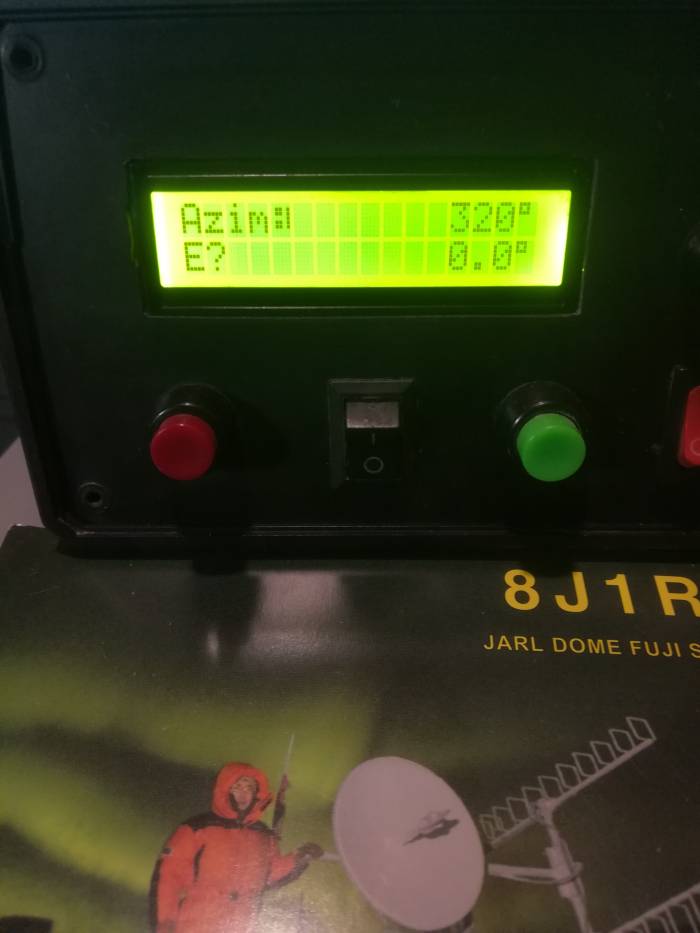 Azim: 320°
E? 0.0°
8J1R
JARL DOME FUJI S